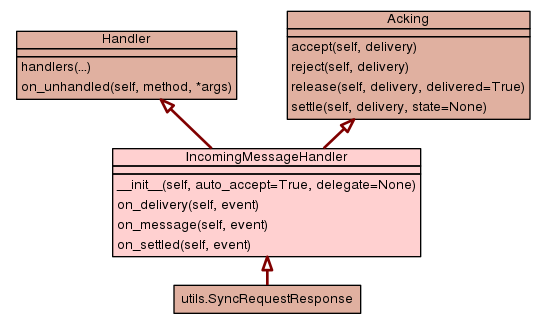 Handler
handlers(...)
on_unhandled(self, method, *args)
Acking
accept(self, delivery)
reject(self, delivery)
release(self, delivery, delivered=True)
settle(self, delivery, state=None)
IncomingMessageHandler
__init__(self, auto_accept=True, delegate=None)
on_delivery(self, event)
on_message(self, event)
on_settled(self, event)
utils.SyncRequestResponse